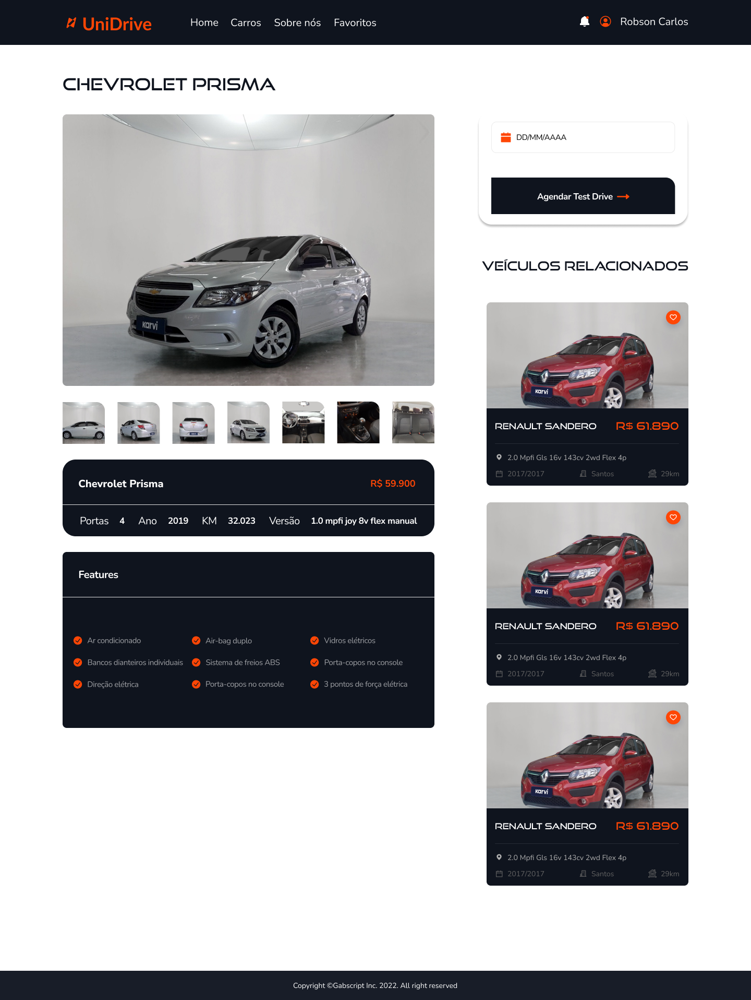 UniDrive
Home Carros Sobre nós Favoritos
Robson Carlos
CHEVROLET PRISMA
KARVI
DD/MM/AAAA
Agendar Test Drive
VEÍCULOS RELACIONADOS
Chevrolet Prisma R$ 59.900
Portas 4 Ano 2019 KM 32.023 Versão 1.0 mpfi joy 8v flex manual
Features
Ar condicionado Air-bag duplo Vidros elétricos
Bancos dianteiros individuais Sistema de freios ABS Porta-copos no console
Direção elétrica Porta-copos no console 3 pontos de força elétrica
KARVI
RENAULT SANDERO R$ 61.890
2.0 Mpfi Gls 16v 143cv 2wd Flex 4p
2017/2017 Santos 29km
KARVI
RENAULT SANDERO R$ 61.890
2.0 Mpfi Gls 16v 143cv 2wd Flex 4p
2017/2017 Santos 29km
KARVI
RENAULT SANDERO R$ 61.890
2.0 Mpfi Gls 16v 143cv 2wd Flex 4p
2017/2017 Santos 29km
Copyright ©Gabscript Inc. 2022. All right reserved